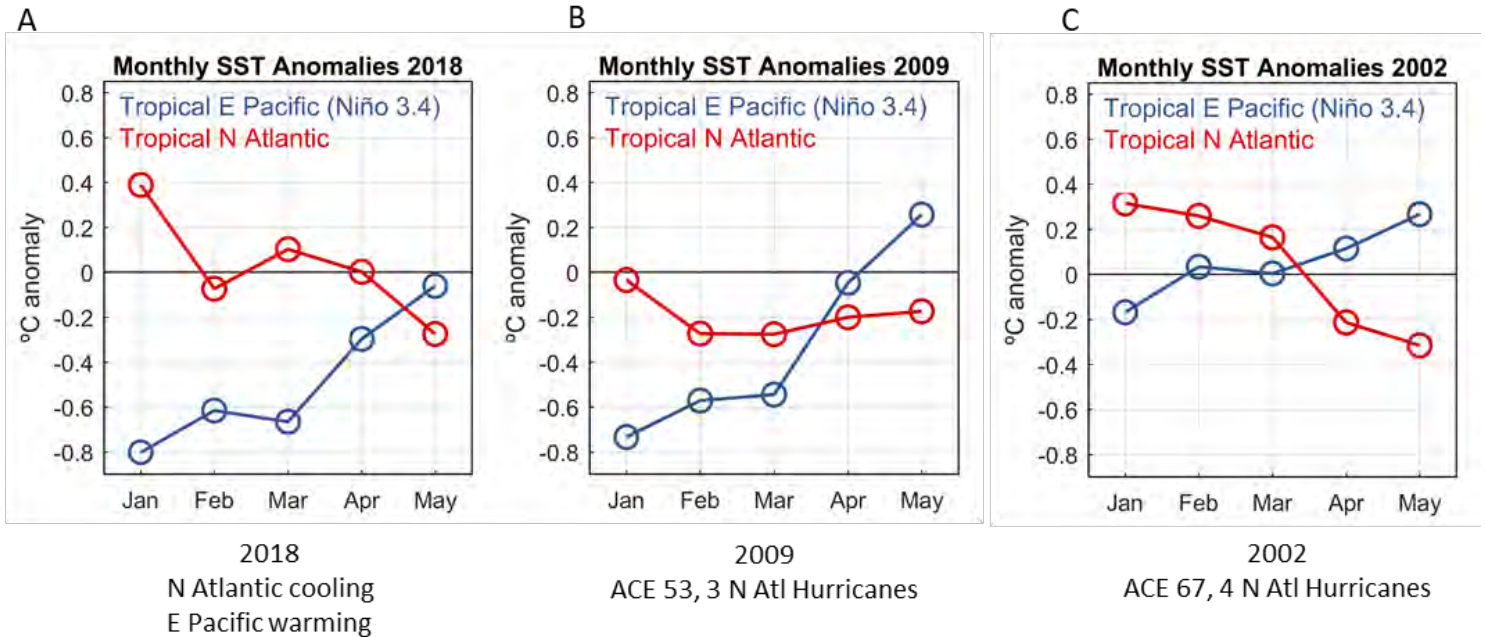 A
Monthly SST Anomalies 2018
Tropical E Pacific (Niño 3.4)
Tropical N Atlantic
ºC anomaly
0.8
0.6
0.4
0.2
0
-0.2
-0.4
-0.6
-0.8
Jan Feb Mar Apr May
2018
N Atlantic cooling
E Pacific warming
B
Monthly SST Anomalies 2009
Tropical E Pacific (Niño 3.4)
Tropical N Atlantic
ºC anomaly
0.8
0.6
0.4
0.2
0
-0.2
-0.4
-0.6
-0.8
Jan Feb Mar Apr May
2009
ACE 53, 3 N Atl Hurricanes
C
Monthly SST Anomalies 2002
Tropical E Pacific (Niño 3.4)
Tropical N Atlantic
ºC anomaly
0.8
0.6
0.4
0.2
0
-0.2
-0.4
-0.6
-0.8
Jan Feb Mar Apr May
2002
ACE 67, 4 N Atl Hurricanes